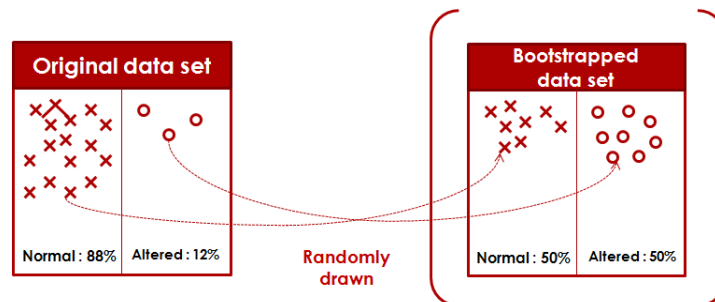 Original data set
Normal : 88%
Altered : 12%
Randomly
drawn
Bootstrapped
data set
Normal : 50%
Altered : 50%